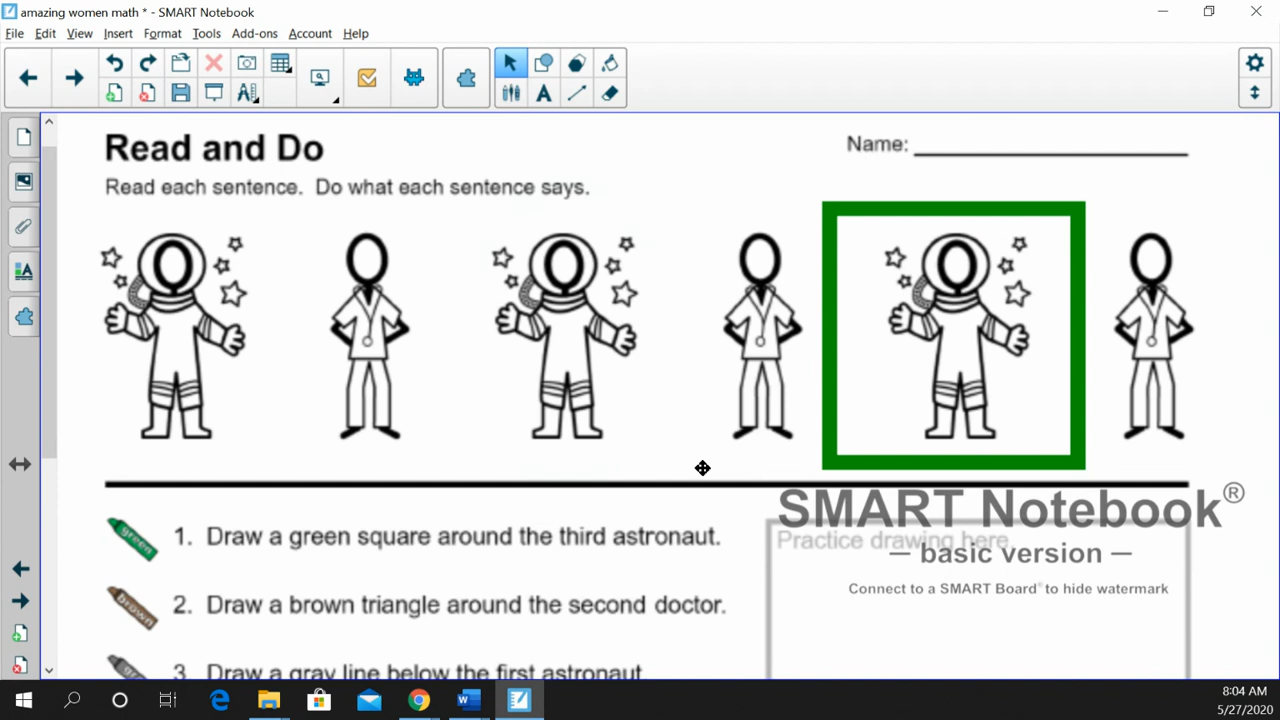 amazing women math * - SMART Notebook
File Edit View Insert Format Tools Add-ons Account Help
Read and Do
Name:
Read each sentence. Do what each sentence says.
green
1. Draw a green square around the third astronaut.
brown
2. Draw a brown triangle around the second doctor.
3. Draw a gray line below the first astronaut
Practice drawing here.
SMART Notebook®
— basic version —
Connect to a SMART Board® to hide watermark
8:04 AM
5/27/2020